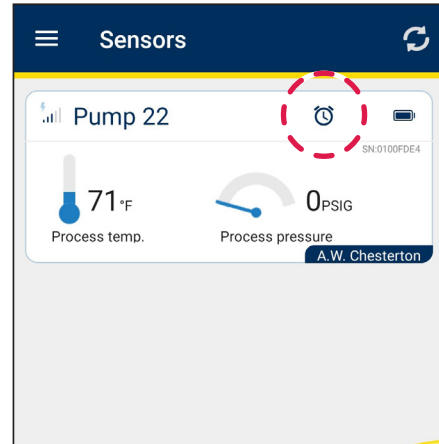 Sensors
Pump 22
SN:0100FDE4
71°F
0PSIG
Process temp.
Process pressure
A.W. Chesterton